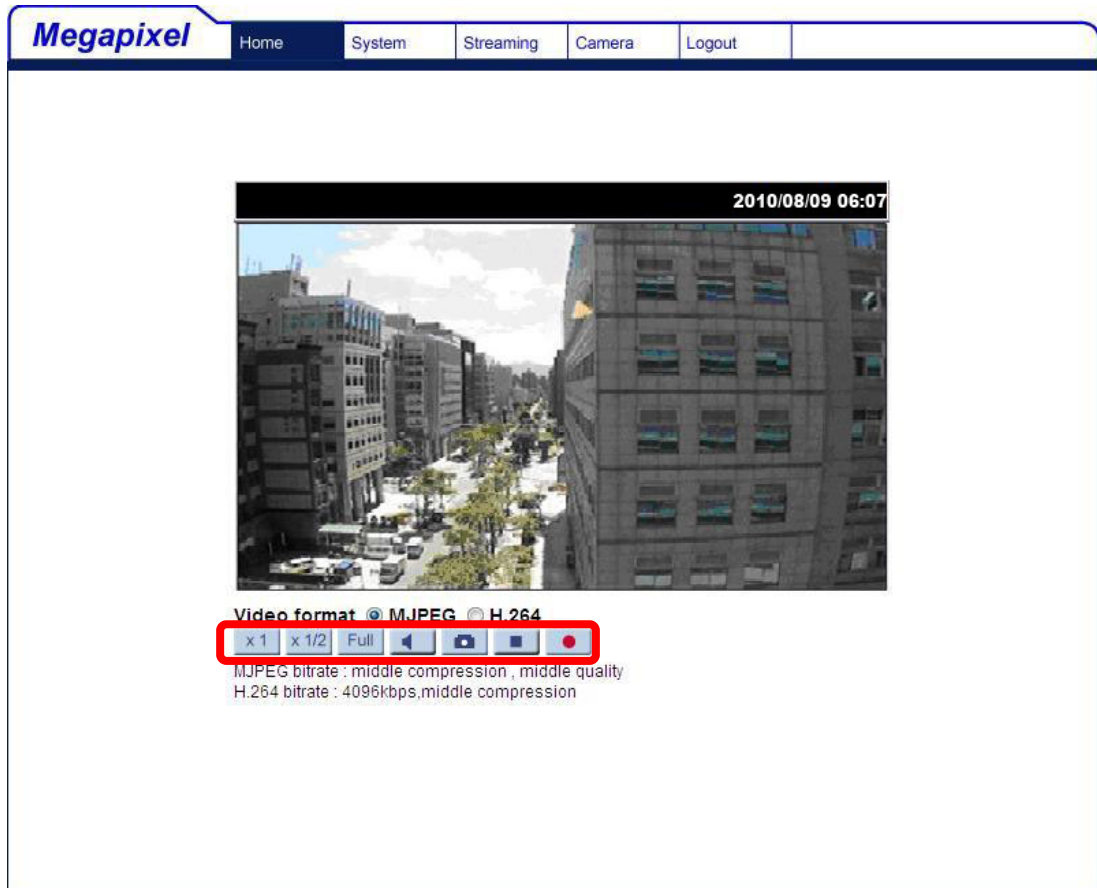 Megapixel
Home System Streaming Camera Logout
2010/08/09 06:07
Video format MJPEG H.264
x 1 x 1/2 Full
MJPEG bitrate : middle compression , middle quality
H.264 bitrate : 4096kbps,middle compression